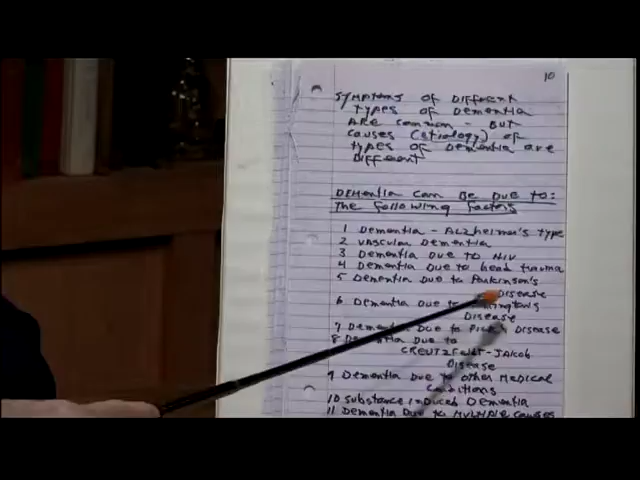 10
SYMPTOMS OF DIFFERENT
TYPES OF DEMENTIA
ARE COMMON - BUT
CAUSES (etiology) OF
TYPES OF DEMENTIA ARE
DIFFERENT
DEMENTIA CAN BE DUE TO:
The following factors
1 Dementia - ALZheimer's type
2 VASCULAR Dementia
3 Dementia DUE TO HIV
4 Dementia DUE to head trauma
5 Dementia DUE to Parkinson's
DISEASE
6 Dementia DUE to
DISEASE
7 Dementia DUE to DISEASE
8 Dementia DUE to
CREUTZFELDT-JACOB
DISEASE
9 Dementia DUE to other MEDICAL
CONDITIONS
10 SUBSTANCE INDUCED Dementia
11 Dementia DUE to CAUSES